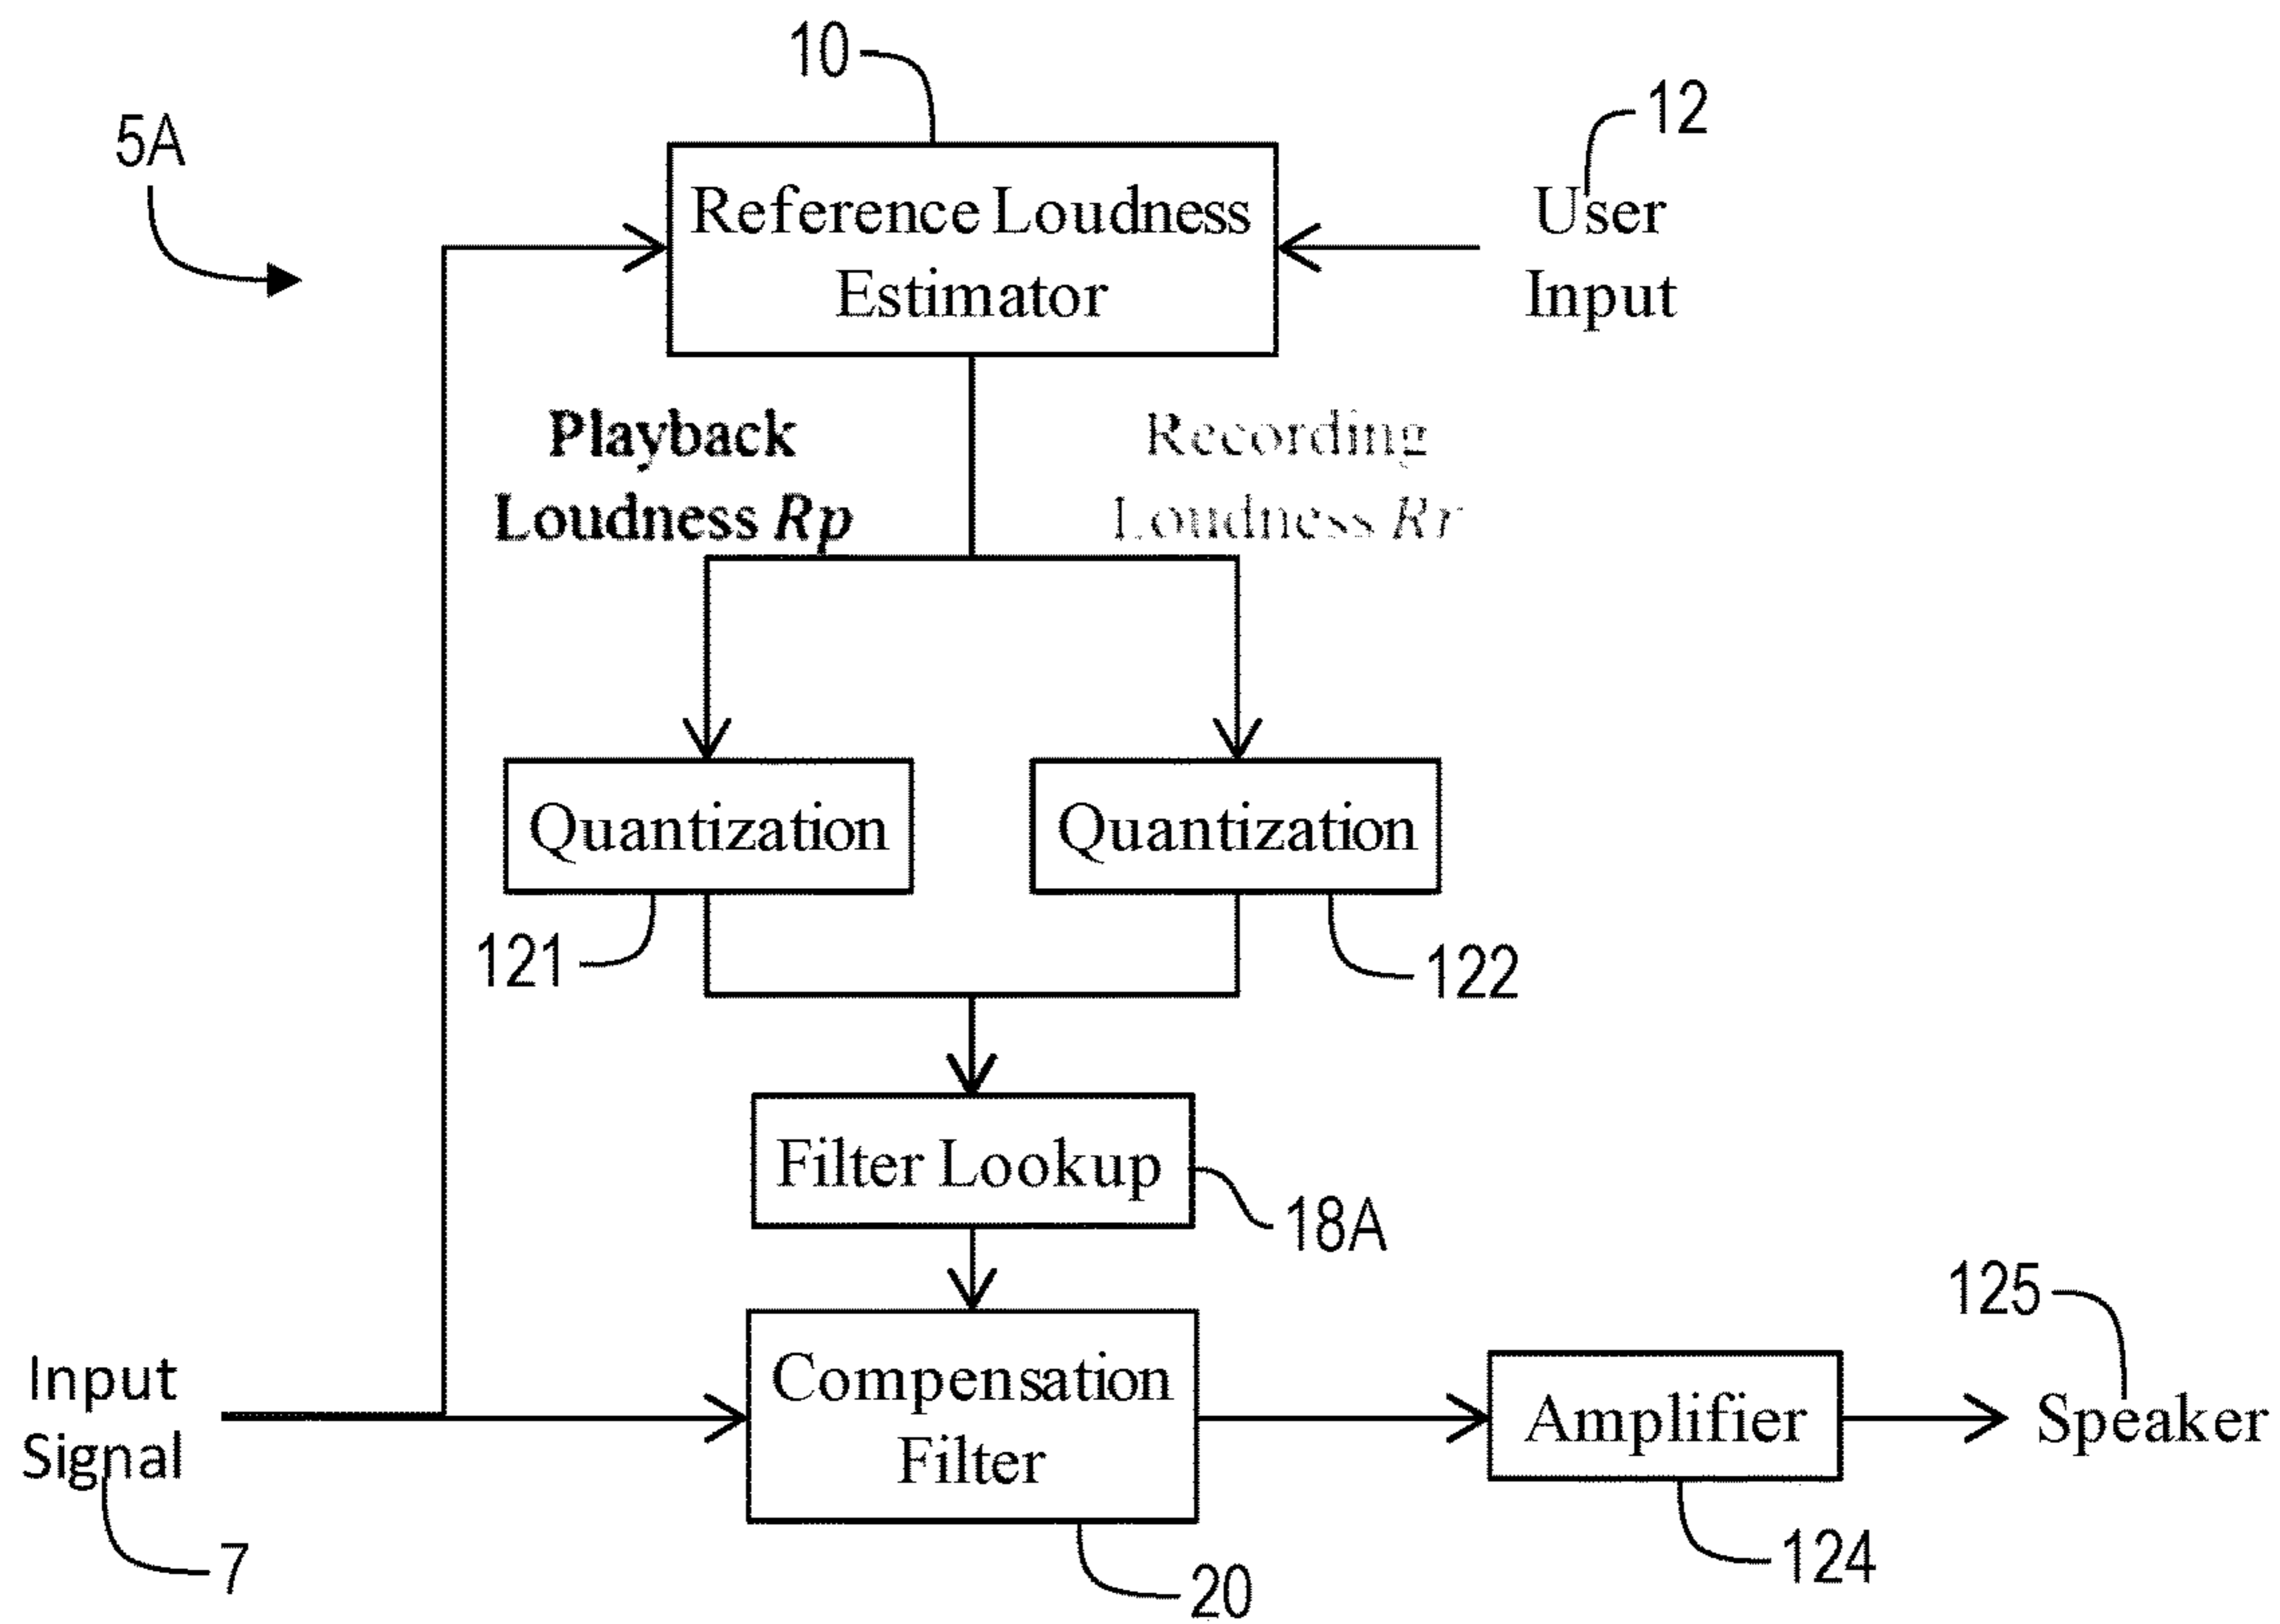 10
12
5A
Reference Loudness
Estimator
User
Input
Playback
Loudness Rp
Recording
Loudness Rr
Quantization
Quantization
121
122
Filter Lookup
18A
125
Input
Signal
Compensation
Filter
Amplifier
Speaker
7
20
124